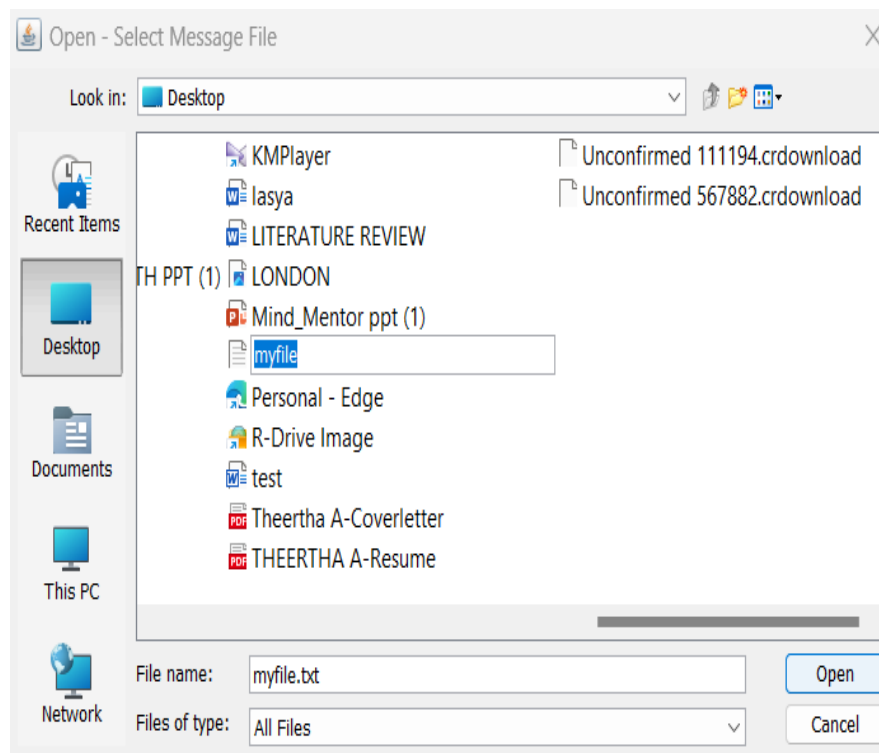 Open - Select Message File
Look in: Desktop
Recent Items
Desktop
Documents
This PC
Network
KMPlayer
lasya
LITERATURE REVIEW
TH PPT (1) LONDON
Mind_Mentor ppt (1)
myfile
Personal - Edge
R-Drive Image
test
Theertha A-Coverletter
THEERTHA A-Resume
Unconfirmed 111194.crdownload
Unconfirmed 567882.crdownload
File name: myfile.txt Open
Files of type: All Files Cancel